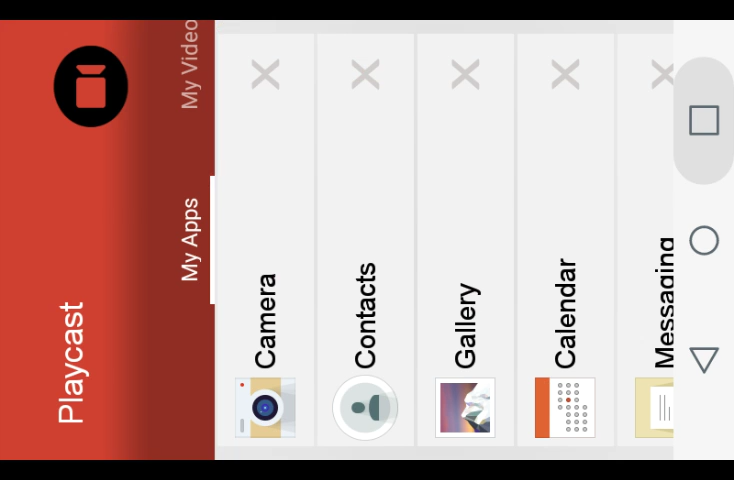 Playcast
My Apps
My Video
Camera
Contacts
Gallery
Calendar
Messaging